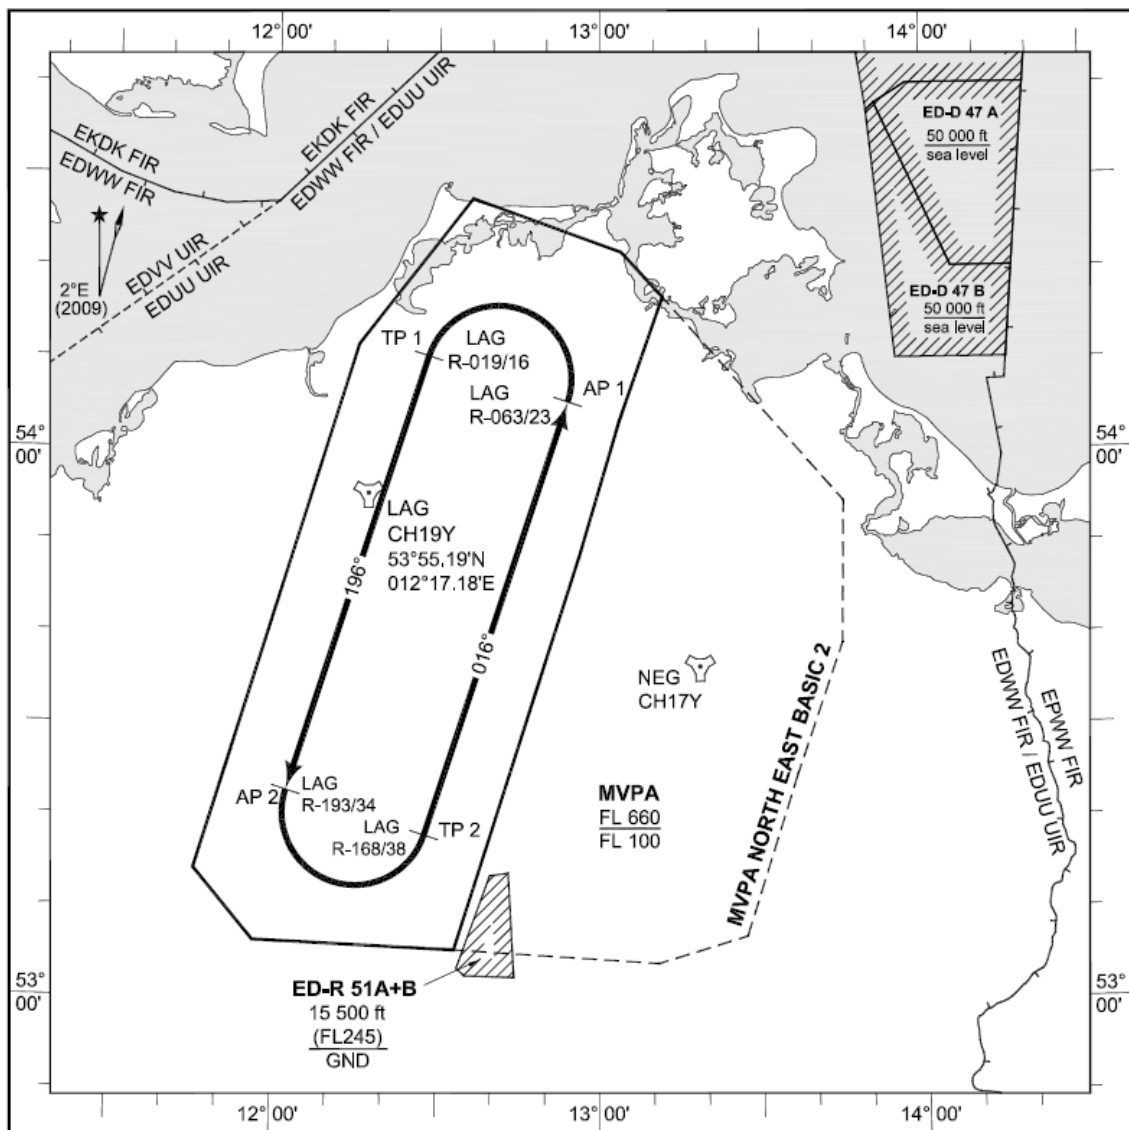 12°00'
13°00'
14°00'
EKDK FIR
EDWW FIR
EKDK FIR
EDWW FIR / EDUU UIR
EDVV UIR
EDUU UIR
2°E
(2009)
ED-D 47 A
50 000 ft
sea level
ED-D 47 B
50 000 ft
sea level
TP 1
LAG
R-019/16
LAG
R-063/23
AP 1
54°
00'
54°
00'
LAG
CH19Y
53°55,19'N
012°17.18'E
196°
016°
NEG
CH17Y
MVPA NORTH EAST BASIC 2
EDWW FIR / EDUU UIR
EPWW FIR
AP 2
LAG
R-193/34
LAG
R-168/38
TP 2
MVPA
FL 660
FL 100
ED-R 51A+B
15 500 ft
(FL245)
GND
53°
00'
53°
00'
12°00'
13°00'
14°00'